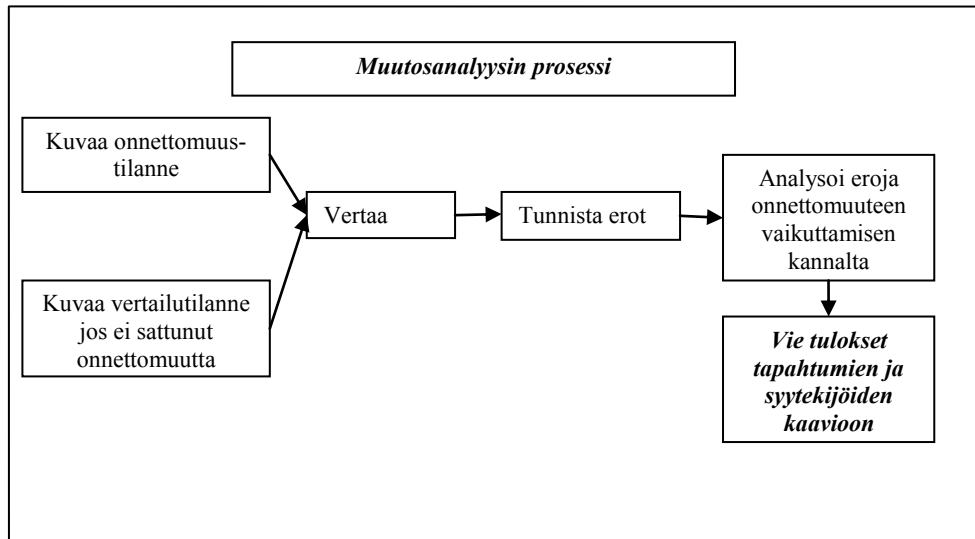 Muutosanalyysin prosessi
Kuvaa onnettomuus-
tilanne
Vertaa
Tunnista erot
Analysoi eroja
onnettomuuteen
vaikuttamisen
kannalta
Kuvaa vertailutilanne
jos ei sattunut
onnettomuutta
Vie tulokset
tapahtumien ja
syytekijöiden
kaavioon